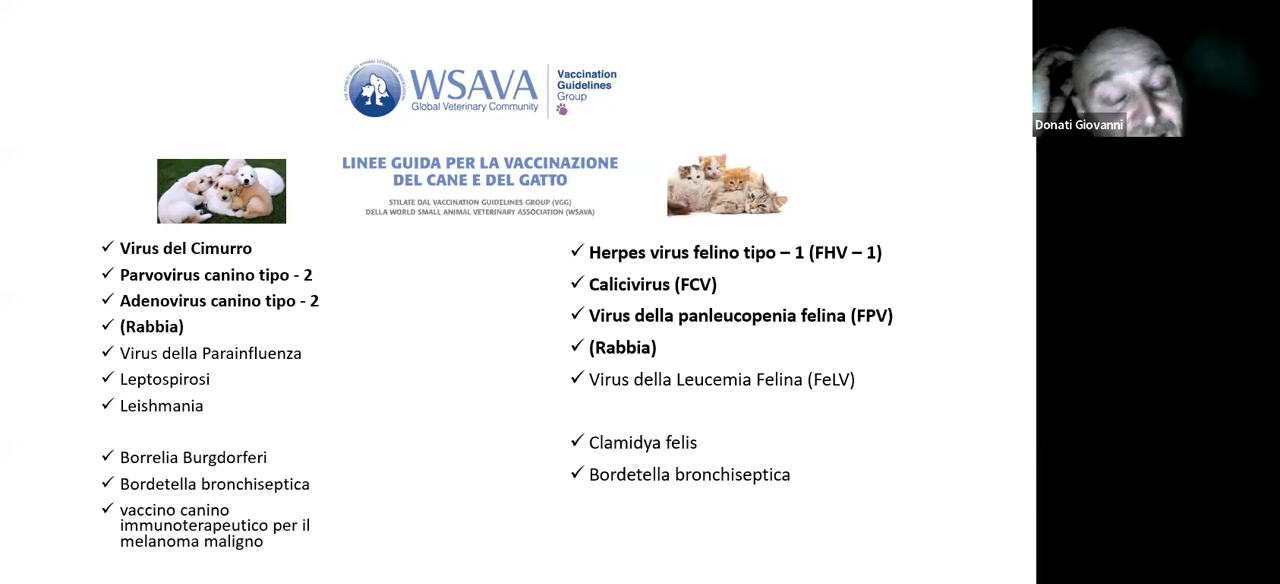 WSAVA
Global Veterinary Community
Vaccination
Guidelines
Group
LINEE GUIDA PER LA VACCINAZIONE
DEL CANE E DEL GATTO
STILATE DAL VACCINATION GUIDELINES GROUP (VGG)
DELLA WORLD SMALL ANIMAL VETERINARY ASSOCIATION (WSAVA)
✓ Virus del Cimurro
✓ Parvovirus canino tipo - 2
✓ Adenovirus canino tipo - 2
✓ (Rabbia)
✓ Virus della Parainfluenza
✓ Leptospirosi
✓ Leishmania
✓ Borrelia Burgdorferi
✓ Bordetella bronchiseptica
✓ vaccino canino
immunoterapeutico per il
melanoma maligno
✓ Herpes virus felino tipo – 1 (FHV – 1)
✓ Calicivirus (FCV)
✓ Virus della panleucopenia felina (FPV)
✓ (Rabbia)
✓ Virus della Leucemia Felina (FeLV)
✓ Clamidya felis
✓ Bordetella bronchiseptica
Donati Giovanni